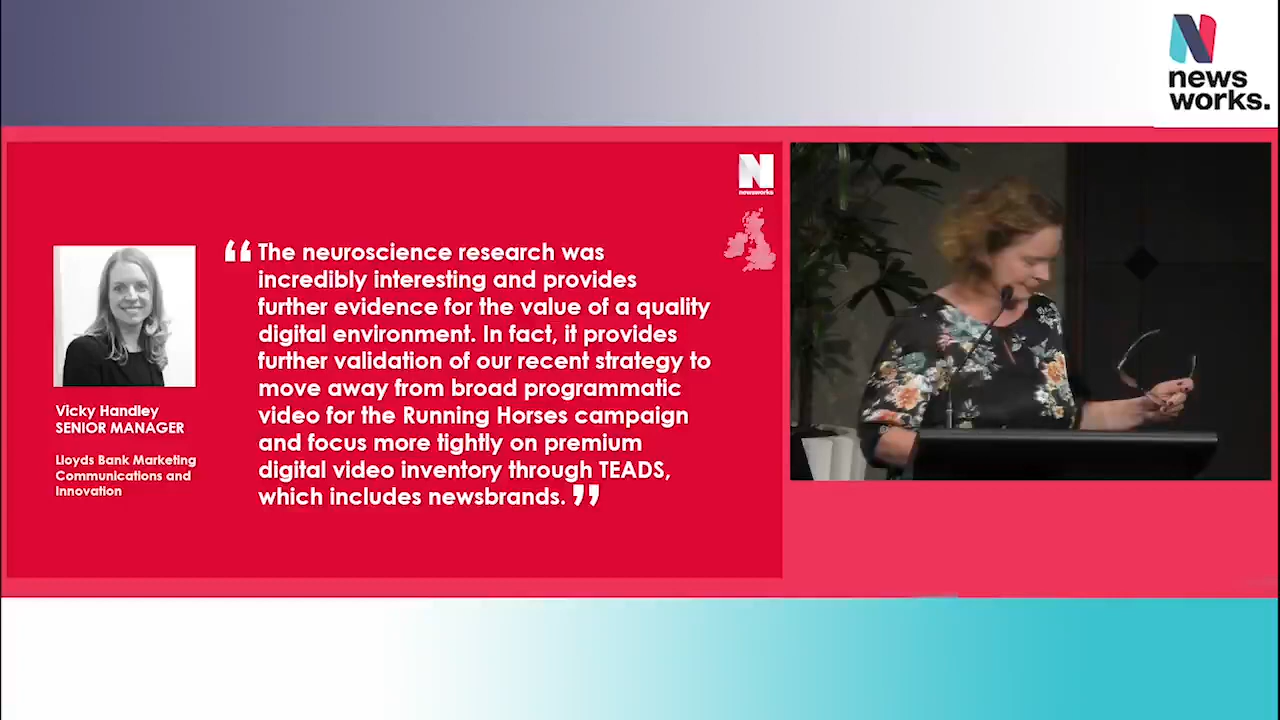 news
works.
N
newsworks
“ The neuroscience research was
incredibly interesting and provides
further evidence for the value of a quality
digital environment. In fact, it provides
further validation of our recent strategy to
move away from broad programmatic
video for the Running Horses campaign
and focus more tightly on premium
digital video inventory through TEADS,
which includes newsbrands. ”
Vicky Handley
SENIOR MANAGER
Lloyds Bank Marketing
Communications and
Innovation